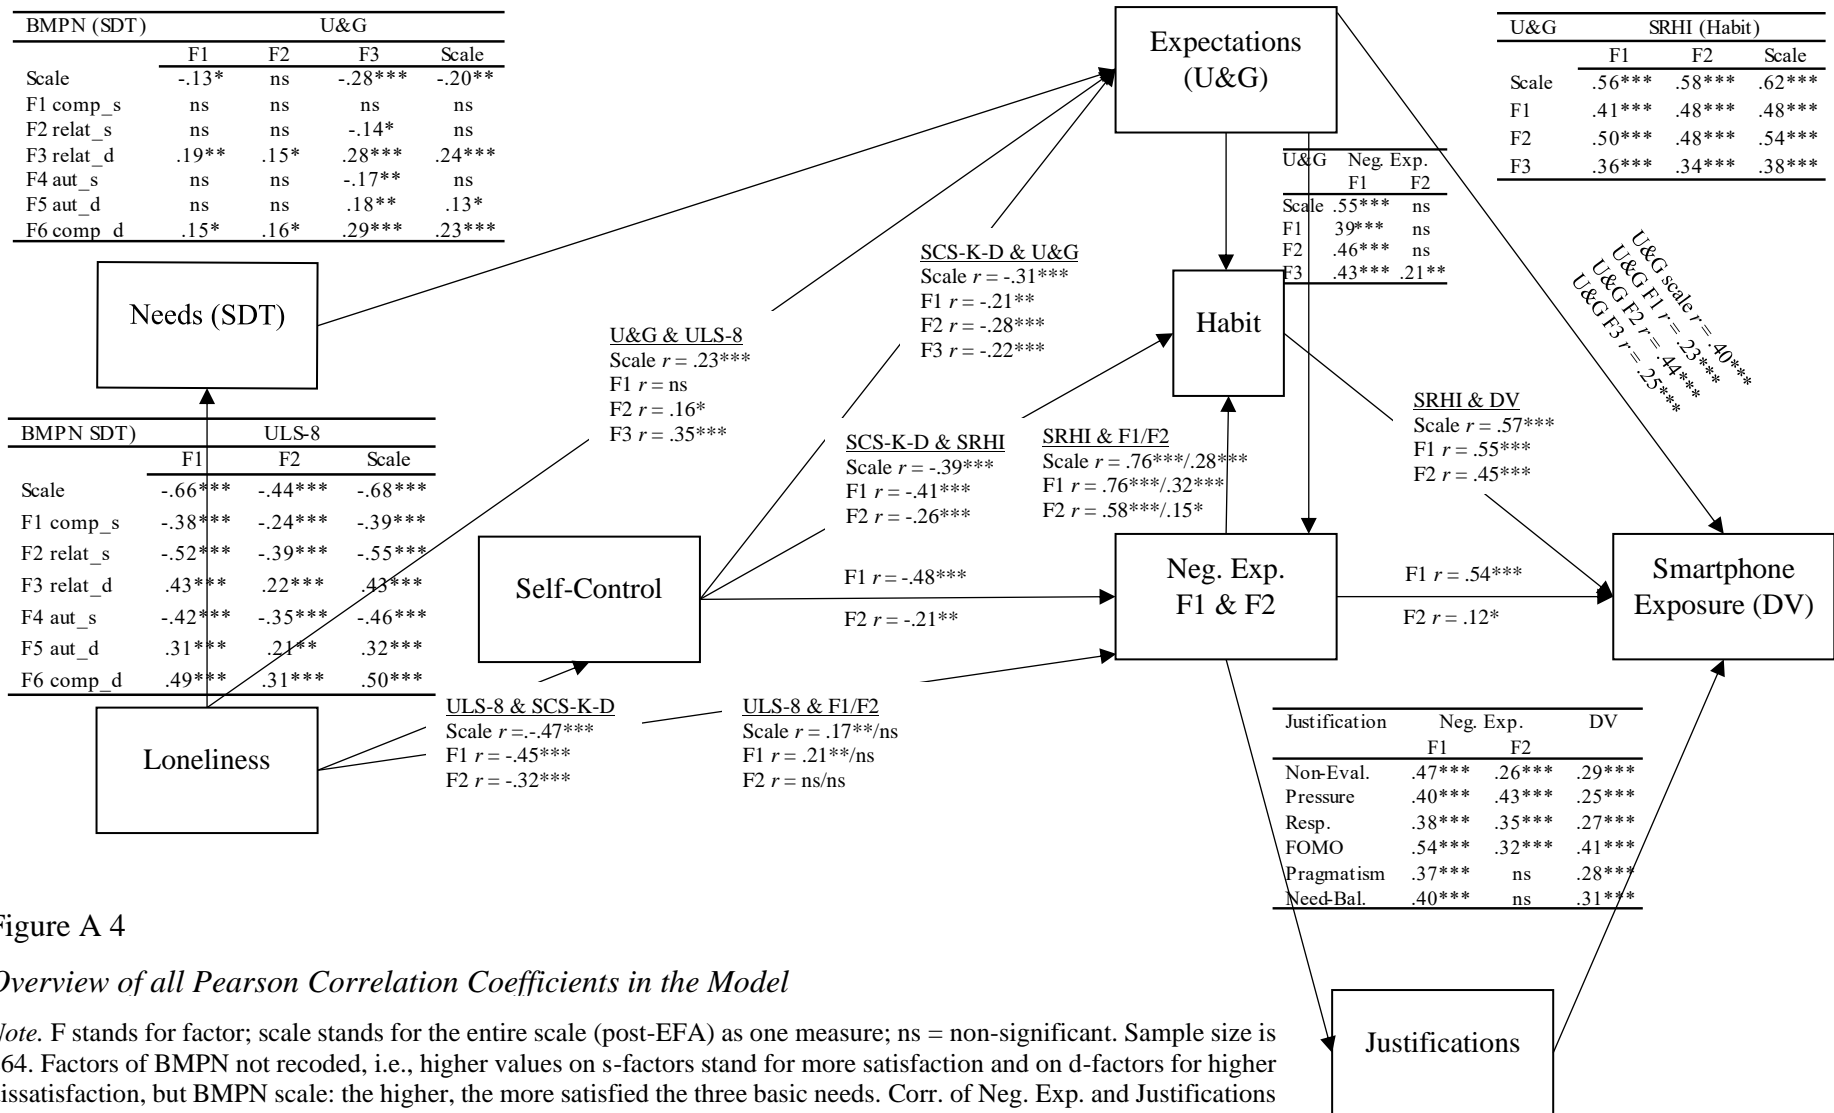 BMPN (SDT) U&G
F1 F2 F3 Scale
Scale -.13* ns -.28*** -.20**
F1 comp_s ns ns ns ns
F2 relat_s ns ns -.14* ns
F3 relat_d .19** .15* .28*** .24***
F4 aut_s ns ns -.17** ns
F5 aut_d ns ns .18** .13*
F6 comp_d .15* .16* .29*** .23***
Expectations
(U&G)
U&G SRHI (Habit)
F1 F2 Scale
Scale .56*** .58*** .62***
F1 .41*** .48*** .48***
F2 .50*** .48*** .54***
F3 .36*** .34*** .38***
U&G Neg. Exp.
F1 F2
Scale .55*** ns
F1 39*** ns
F2 .46*** ns
F3 .43*** .21**
U&G scale r = .40***
U&G F1 r = .23***
U&G F2 r = .44***
U&G F3 r = .25***
Needs (SDT)
SCS-K-D & U&G
Scale r = -.31***
F1 r = -.21**
F2 r = -.28***
F3 r = -.22***
Habit
U&G & ULS-8
Scale r = .23***
F1 r = ns
F2 r = .16*
F3 r = .35***
BMPN SDT) ULS-8
F1 F2 Scale
Scale -.66*** -.44*** -.68***
F1 comp_s -.38*** -.24*** -.39***
F2 relat_s -.52*** -.39*** -.55***
F3 relat_d .43*** .22*** .43***
F4 aut_s -.42*** -.35*** -.46***
F5 aut_d .31*** .21** .32***
F6 comp_d .49*** .31*** .50***
SCS-K-D & SRHI
Scale r = -.39***
F1 r = -.41***
F2 r = -.26***
SRHI & F1/F2
Scale r = .76***/.28***
F1 r = .76***/.32***
F2 r = .58***/.15*
SRHI & DV
Scale r = .57***
F1 r = .55***
F2 r = .45***
Self-Control
F1 r = -.48***
F2 r = -.21**
Neg. Exp.
F1 & F2
F1 r = .54***
F2 r = .12*
Smartphone
Exposure (DV)
Loneliness
ULS-8 & SCS-K-D
Scale r =.-.47***
F1 r = -.45***
F2 r = -.32***
ULS-8 & F1/F2
Scale r = .17**/ns
F1 r = .21**/ns
F2 r = ns/ns
Justification Neg. Exp. DV
F1 F2
Non-Eval. .47*** .26*** .29***
Pressure .40*** .43*** .25***
Resp. .38*** .35*** .27***
FOMO .54*** .32*** .41***
Pragmatism .37*** ns .28***
Need-Bal. .40*** ns .31***
Figure A 4
Overview of all Pearson Correlation Coefficients in the Model
Note. F stands for factor; scale stands for the entire scale (post-EFA) as one measure; ns = non-significant. Sample size is
64. Factors of BMPN not recoded, i.e., higher values on s-factors stand for more satisfaction and on d-factors for higher
issatisfaction, but BMPN scale: the higher, the more satisfied the three basic needs. Corr. of Neg. Exp. and Justifications
Justifications